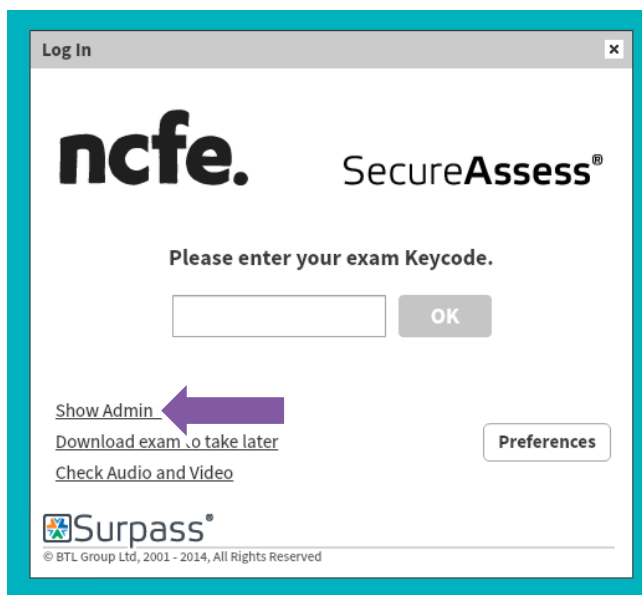 Log In
ncfe.
SecureAssess®
Please enter your exam Keycode.
OK
Show Admin
Download exam to take later
Preferences
Check Audio and Video
Surpass®
© BTL Group Ltd, 2001 - 2014, All Rights Reserved